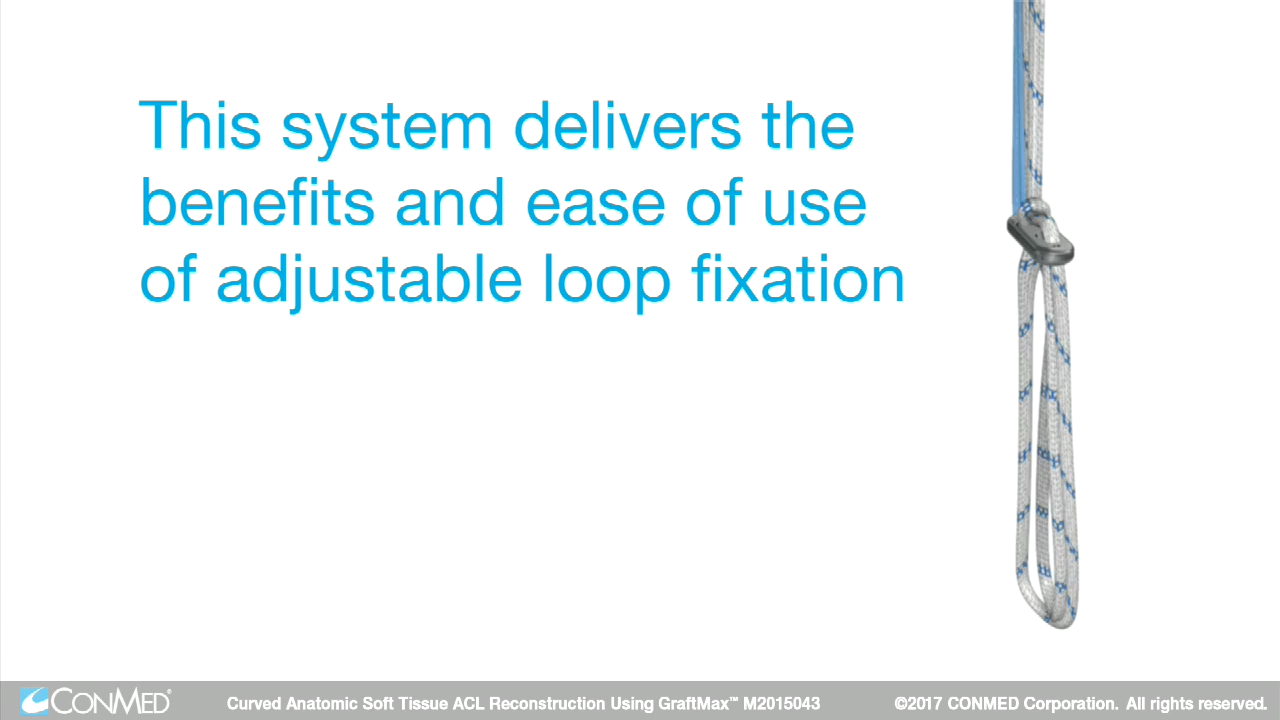 This system delivers the
benefits and ease of use
of adjustable loop fixation
CONMED® Curved Anatomic Soft Tissue ACL Reconstruction Using GraftMax™ M2015043 ©2017 CONMED Corporation. All rights reserved.